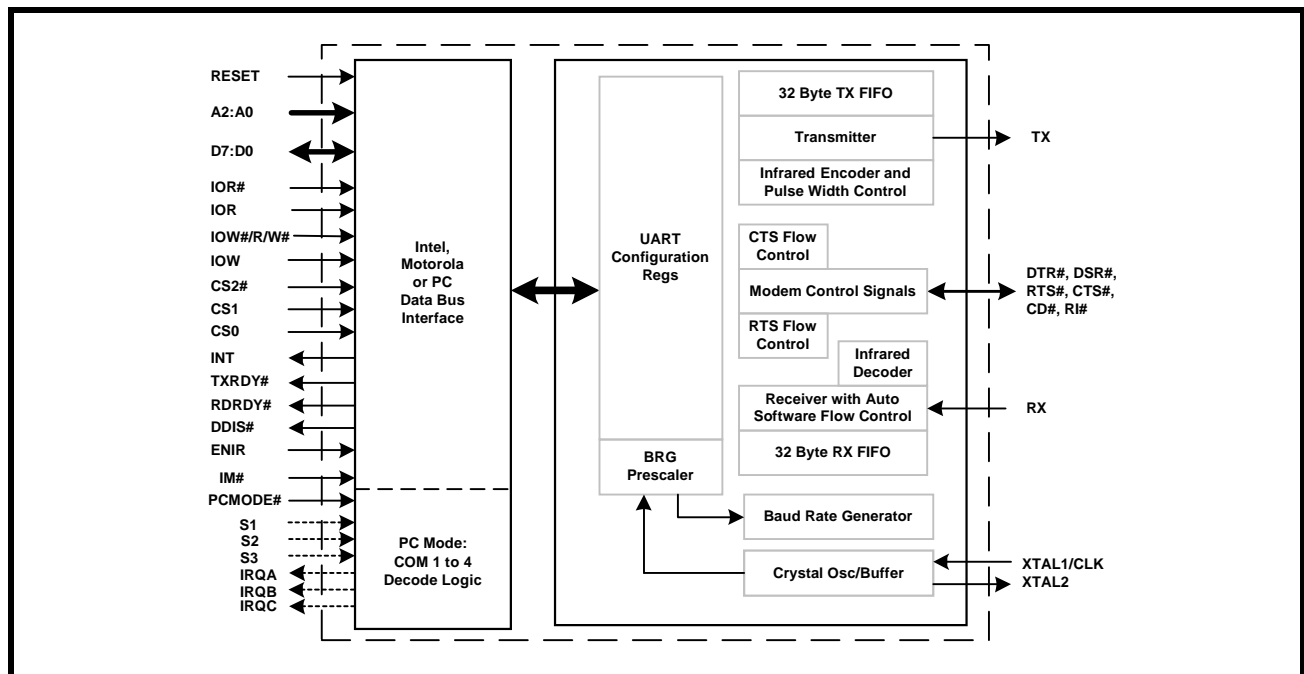 RESET
A2:A0
D7:D0
IOR#
IOR
IOW#/R/W#
IOW
CS2#
CS1
CS0
INT
TXRDY#
RDRDY#
DDIS#
ENIR
IM#
PCMODE#
S1
S2
S3
IRQA
IRQB
IRQC
Intel,
Motorola
or PC
Data Bus
Interface
PC Mode:
COM 1 to 4
Decode Logic
UART
Configuration
Regs
BRG
Prescaler
32 Byte TX FIFO
Transmitter
Infrared Encoder and
Pulse Width Control
CTS Flow
Control
Modem Control Signals
RTS Flow
Control
Infrared
Decoder
Receiver with Auto
Software Flow Control
32 Byte RX FIFO
Baud Rate Generator
Crystal Osc/Buffer
TX
DTR#, DSR#,
RTS#, CTS#,
CD#, RI#
RX
XTAL1/CLK
XTAL2